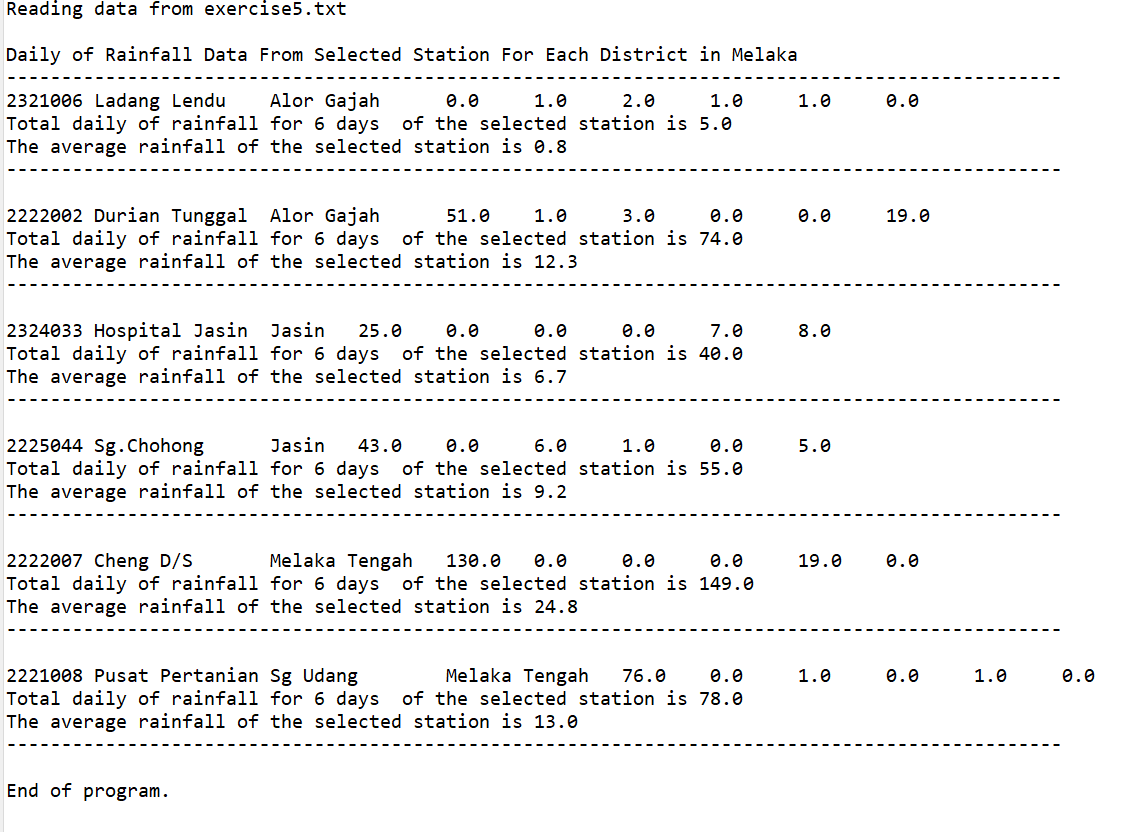 Reading data from exercise5.txt
Daily of Rainfall Data From Selected Station For Each District in Melaka
------------------------------------------------------------------------------------------------
2321006 Ladang Lendu    Alor Gajah      0.0     1.0     2.0     1.0     1.0     0.0
Total daily of rainfall for 6 days  of the selected station is 5.0
The average rainfall of the selected station is 0.8
------------------------------------------------------------------------------------------------
2222002 Durian Tunggal  Alor Gajah      51.0    1.0     3.0     0.0     0.0     19.0
Total daily of rainfall for 6 days  of the selected station is 74.0
The average rainfall of the selected station is 12.3
------------------------------------------------------------------------------------------------
2324033 Hospital Jasin  Jasin   25.0    0.0     0.0     0.0     7.0     8.0
Total daily of rainfall for 6 days  of the selected station is 40.0
The average rainfall of the selected station is 6.7
------------------------------------------------------------------------------------------------
2225044 Sg.Chohong      Jasin   43.0    0.0     6.0     1.0     0.0     5.0
Total daily of rainfall for 6 days  of the selected station is 55.0
The average rainfall of the selected station is 9.2
------------------------------------------------------------------------------------------------
2222007 Cheng D/S       Melaka Tengah   130.0   0.0     0.0     0.0     19.0    0.0
Total daily of rainfall for 6 days  of the selected station is 149.0
The average rainfall of the selected station is 24.8
------------------------------------------------------------------------------------------------
2221008 Pusat Pertanian Sg Udang        Melaka Tengah   76.0    0.0     1.0     0.0     1.0     0.0
Total daily of rainfall for 6 days  of the selected station is 78.0
The average rainfall of the selected station is 13.0
------------------------------------------------------------------------------------------------
End of program.